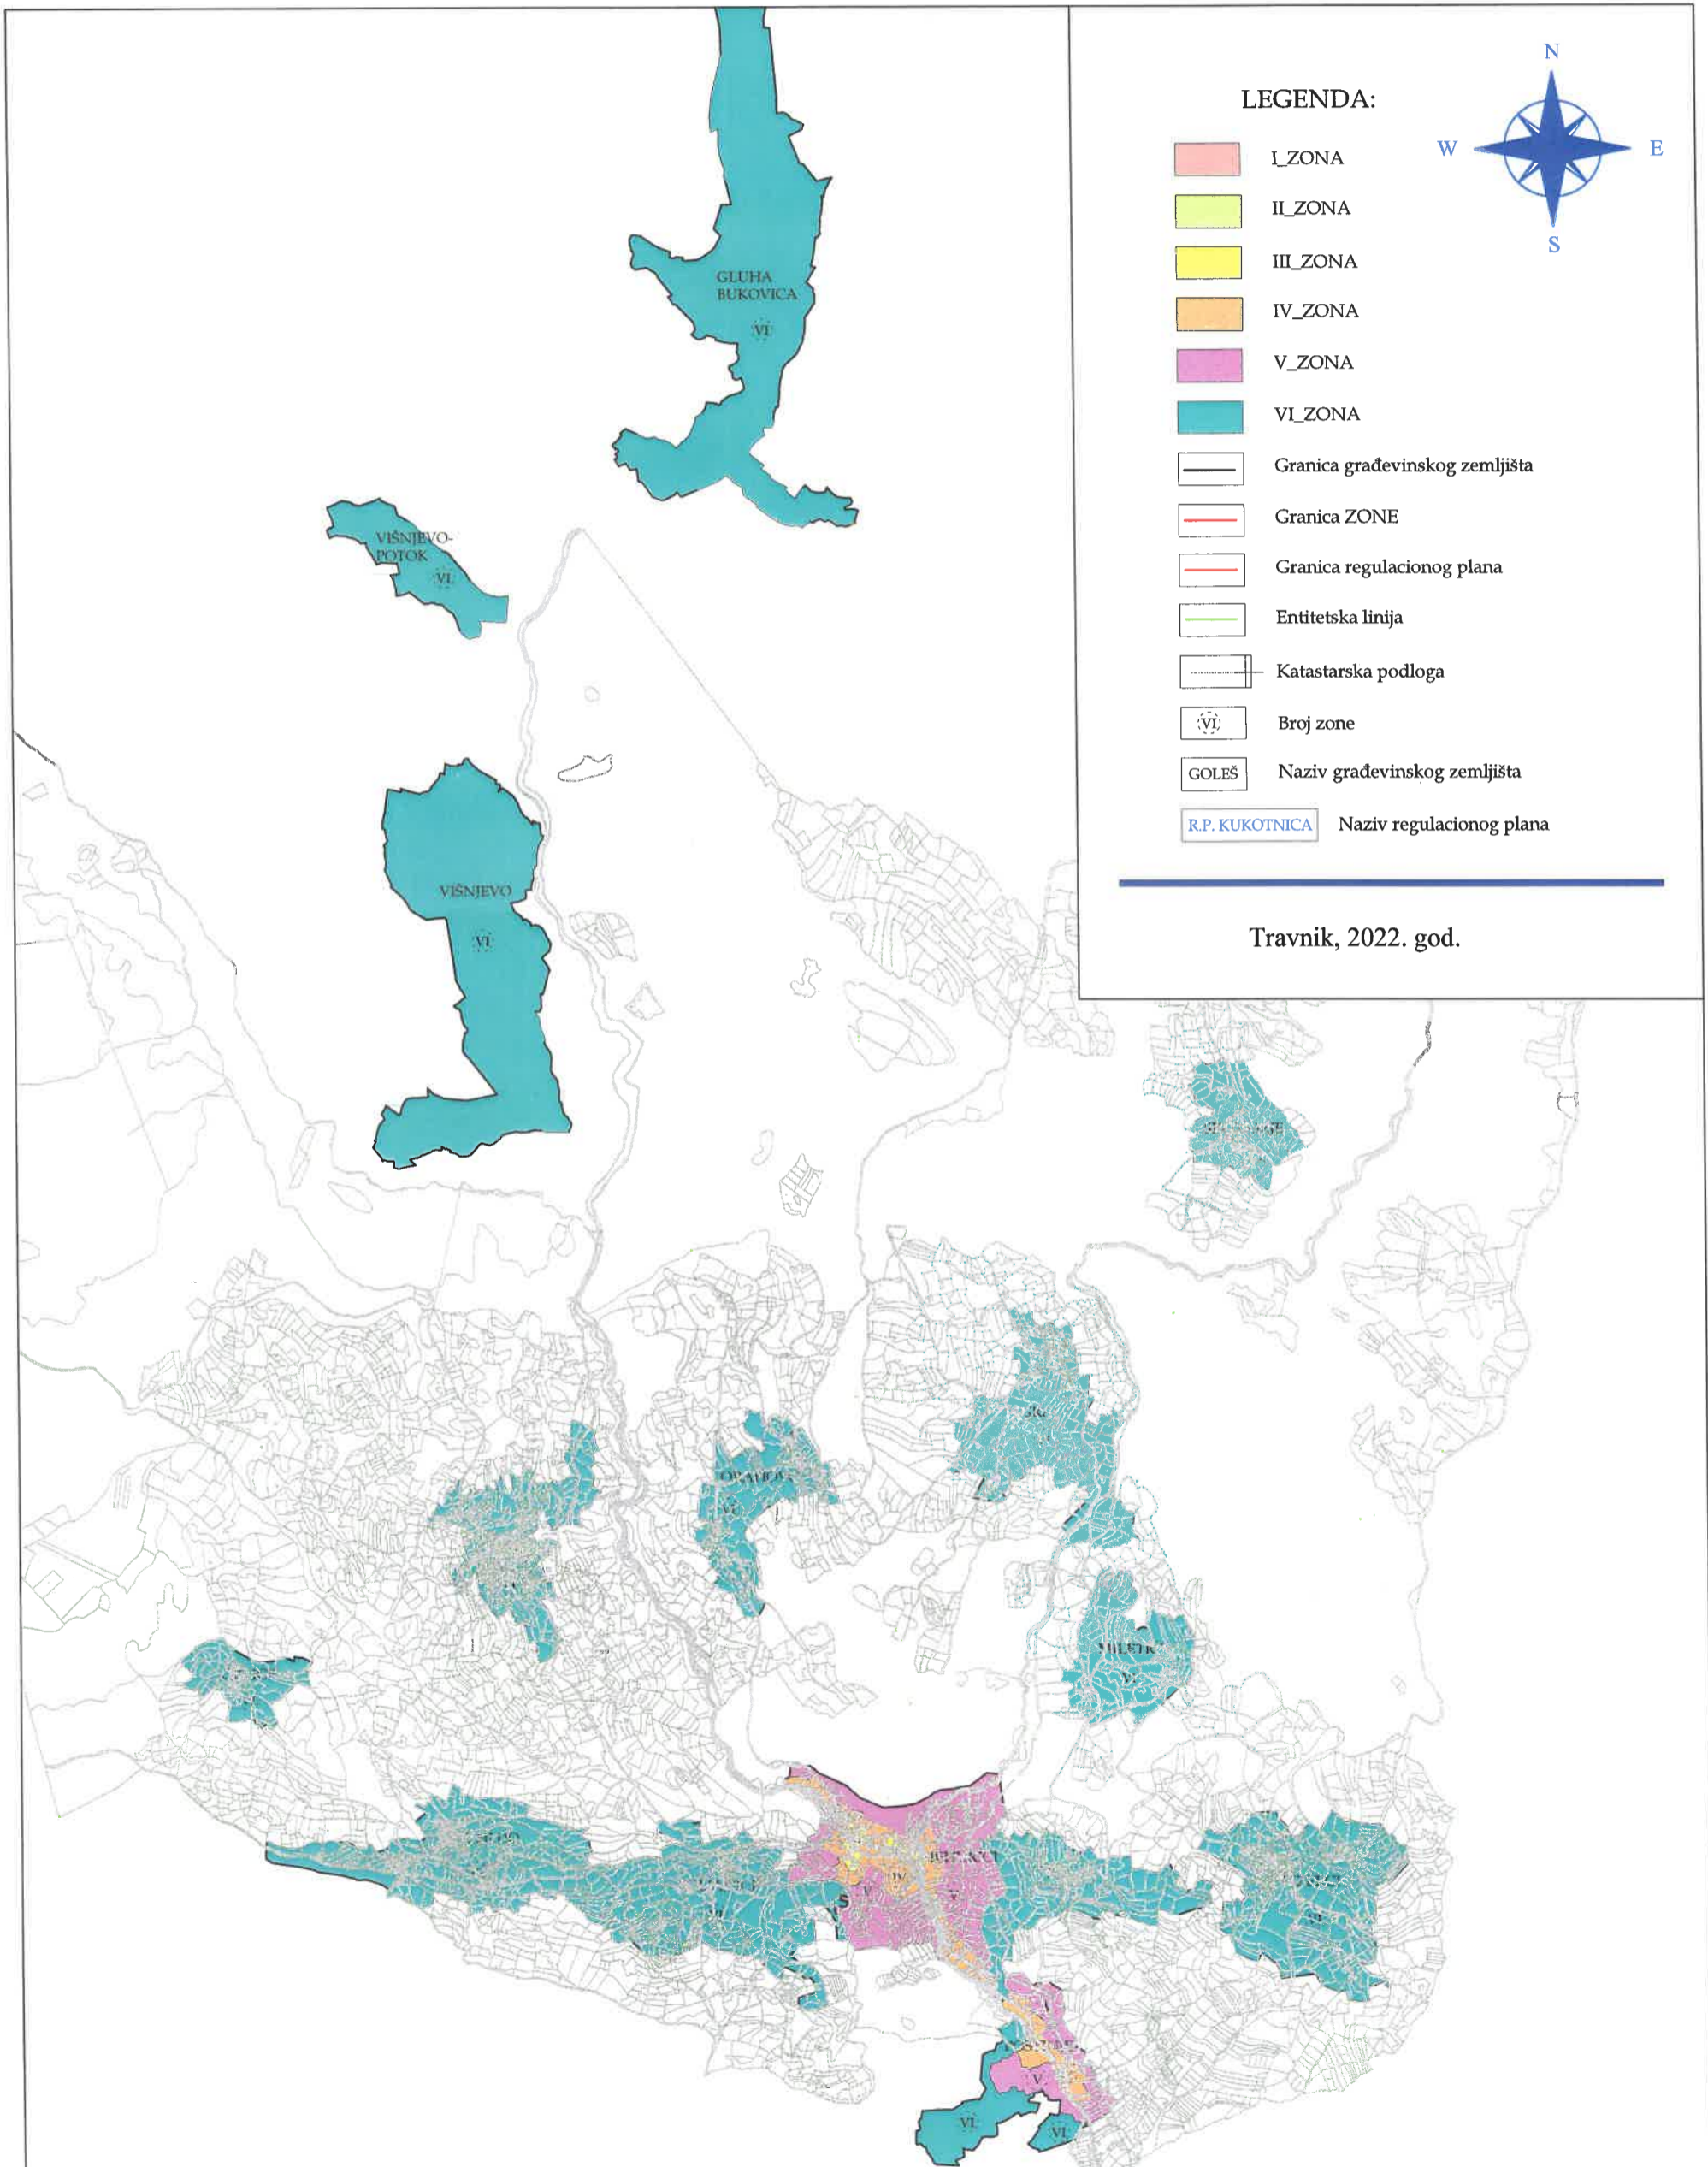 LEGENDA:
N
W
E
S
I_ZONA
II_ZONA
III_ZONA
IV_ZONA
V_ZONA
VI_ZONA
Granica građevinskog zemljišta
Granica ZONE
Granica regulacionog plana
Entitetska linija
Katastarska podloga
VI
Broj zone
GOLEŠ
Naziv građevinskog zemljišta
R.P. KUKOTNICA
Naziv regulacionog plana
Travnik, 2022. god.
GLUHA
BUKOVICA
VI
VIŠNJEVO-
POTOK
VI
VIŠNJEVO
VI
IV
V
V
S
V
VI
VI